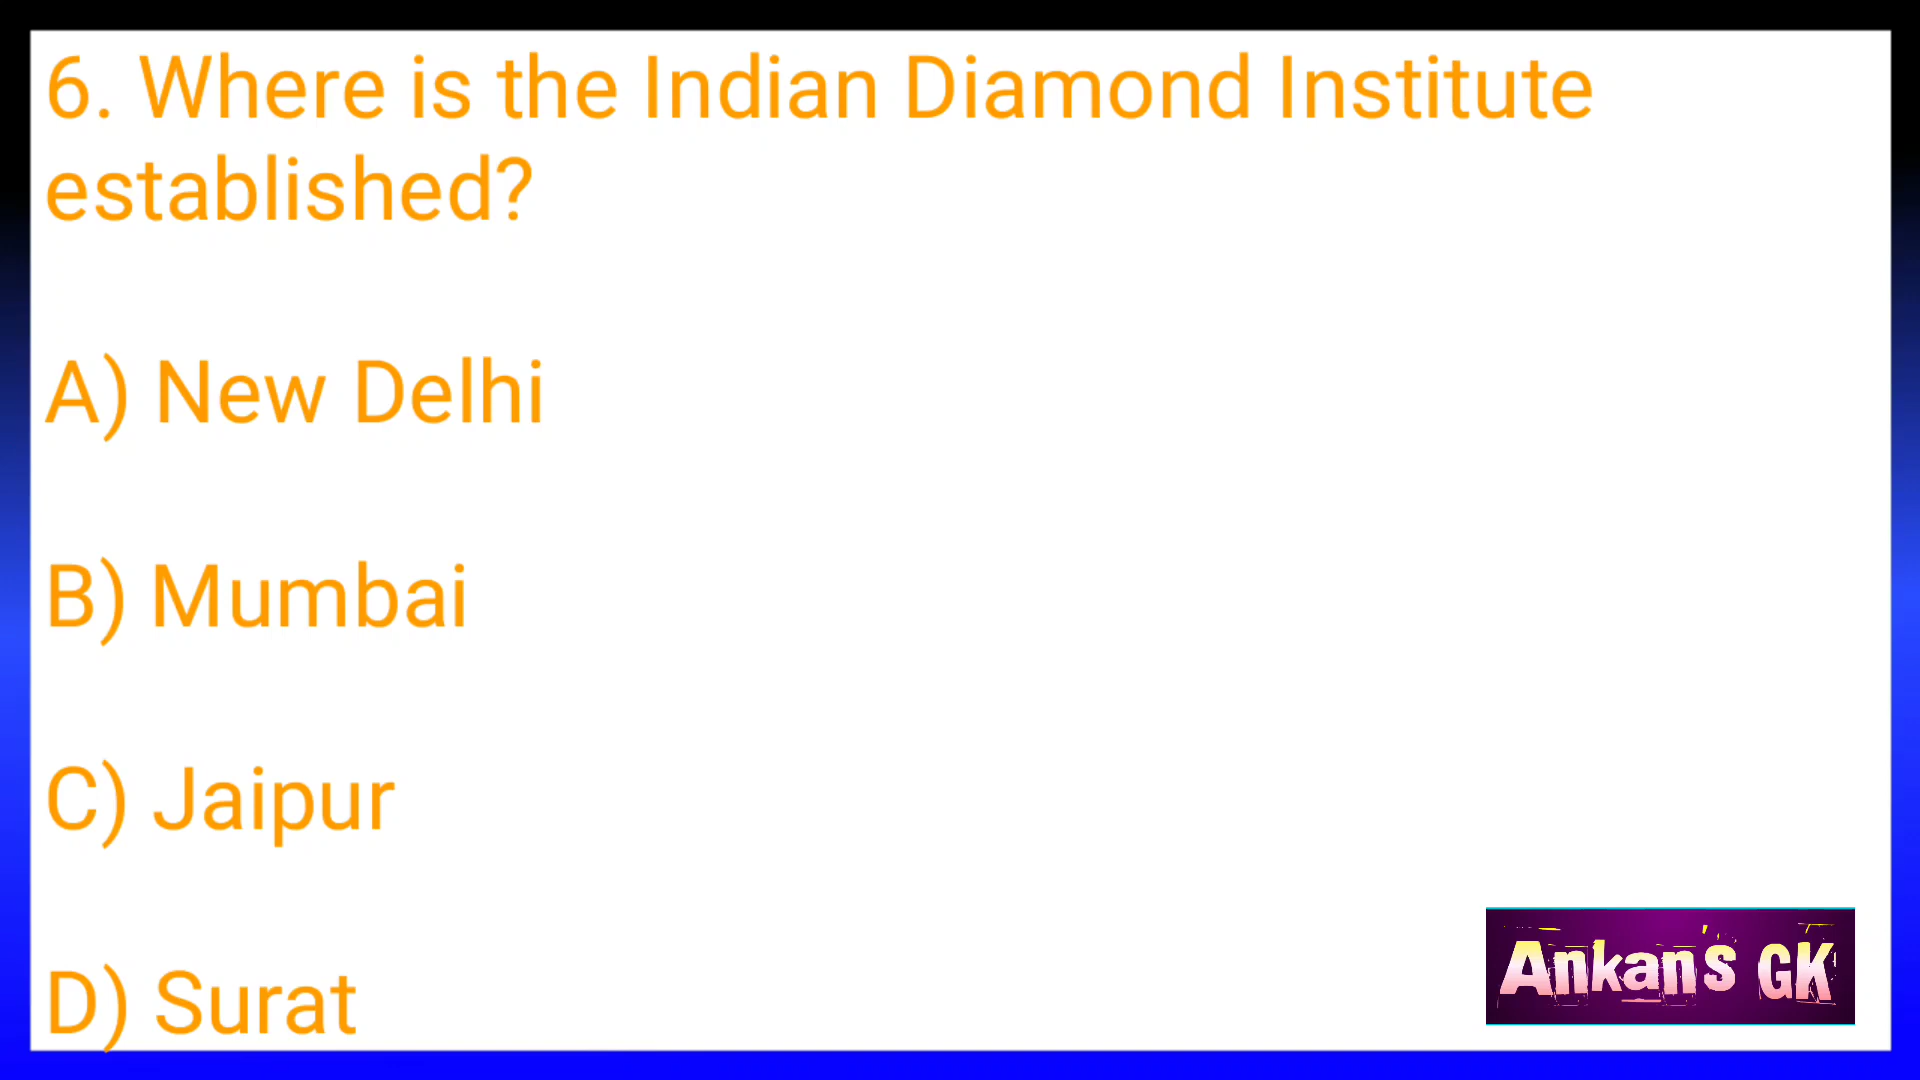 6. Where is the Indian Diamond Institute
established?
A) New Delhi
B) Mumbai
C) Jaipur
D) Surat
Ankan's GK